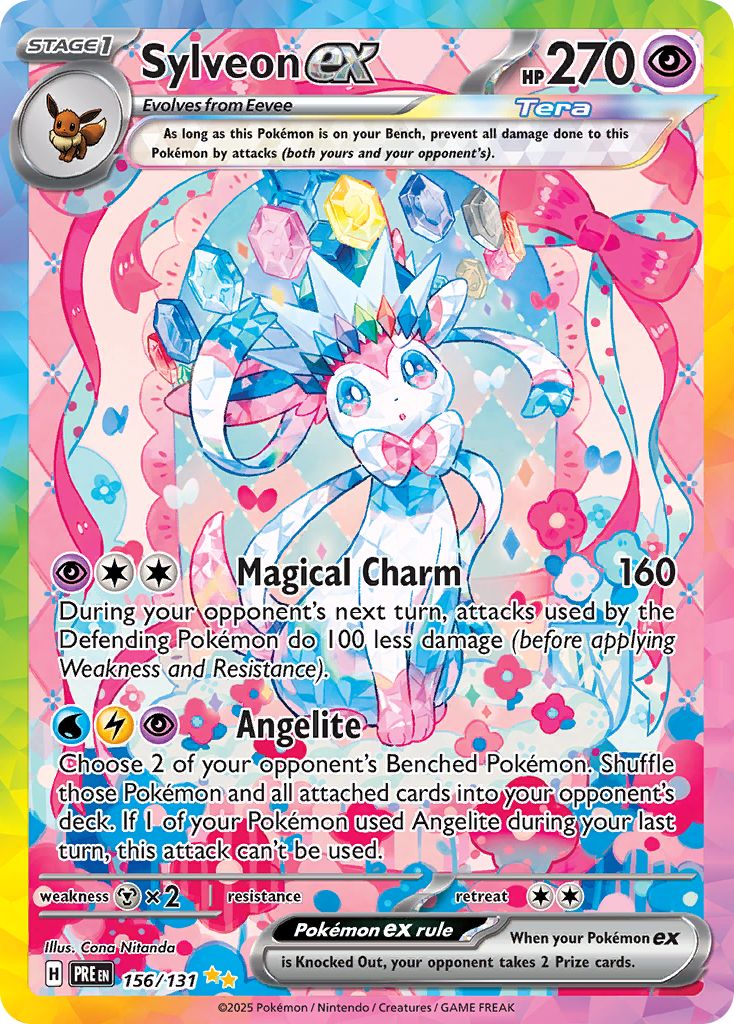 STAGE 1
Sylveon ex
HP 270
Evolves from Eevee
Tera
As long as this Pokémon is on your Bench, prevent all damage done to this
Pokémon by attacks (both yours and your opponent's).
Magical Charm 160
During your opponent's next turn, attacks used by the
Defending Pokémon do 100 less damage (before applying
Weakness and Resistance).
Angelite
Choose 2 of your opponent's Benched Pokémon. Shuffle
those Pokémon and all attached cards into your opponent's
deck. If 1 of your Pokémon used Angelite during your last
turn, this attack can't be used.
weakness ×2 resistance retreat
Illus. Cona Nitanda
Pokémon ex rule
When your Pokémon ex
is Knocked Out, your opponent takes 2 Prize cards.
H PRE EN 156/131
©2025 Pokémon / Nintendo / Creatures / GAME FREAK